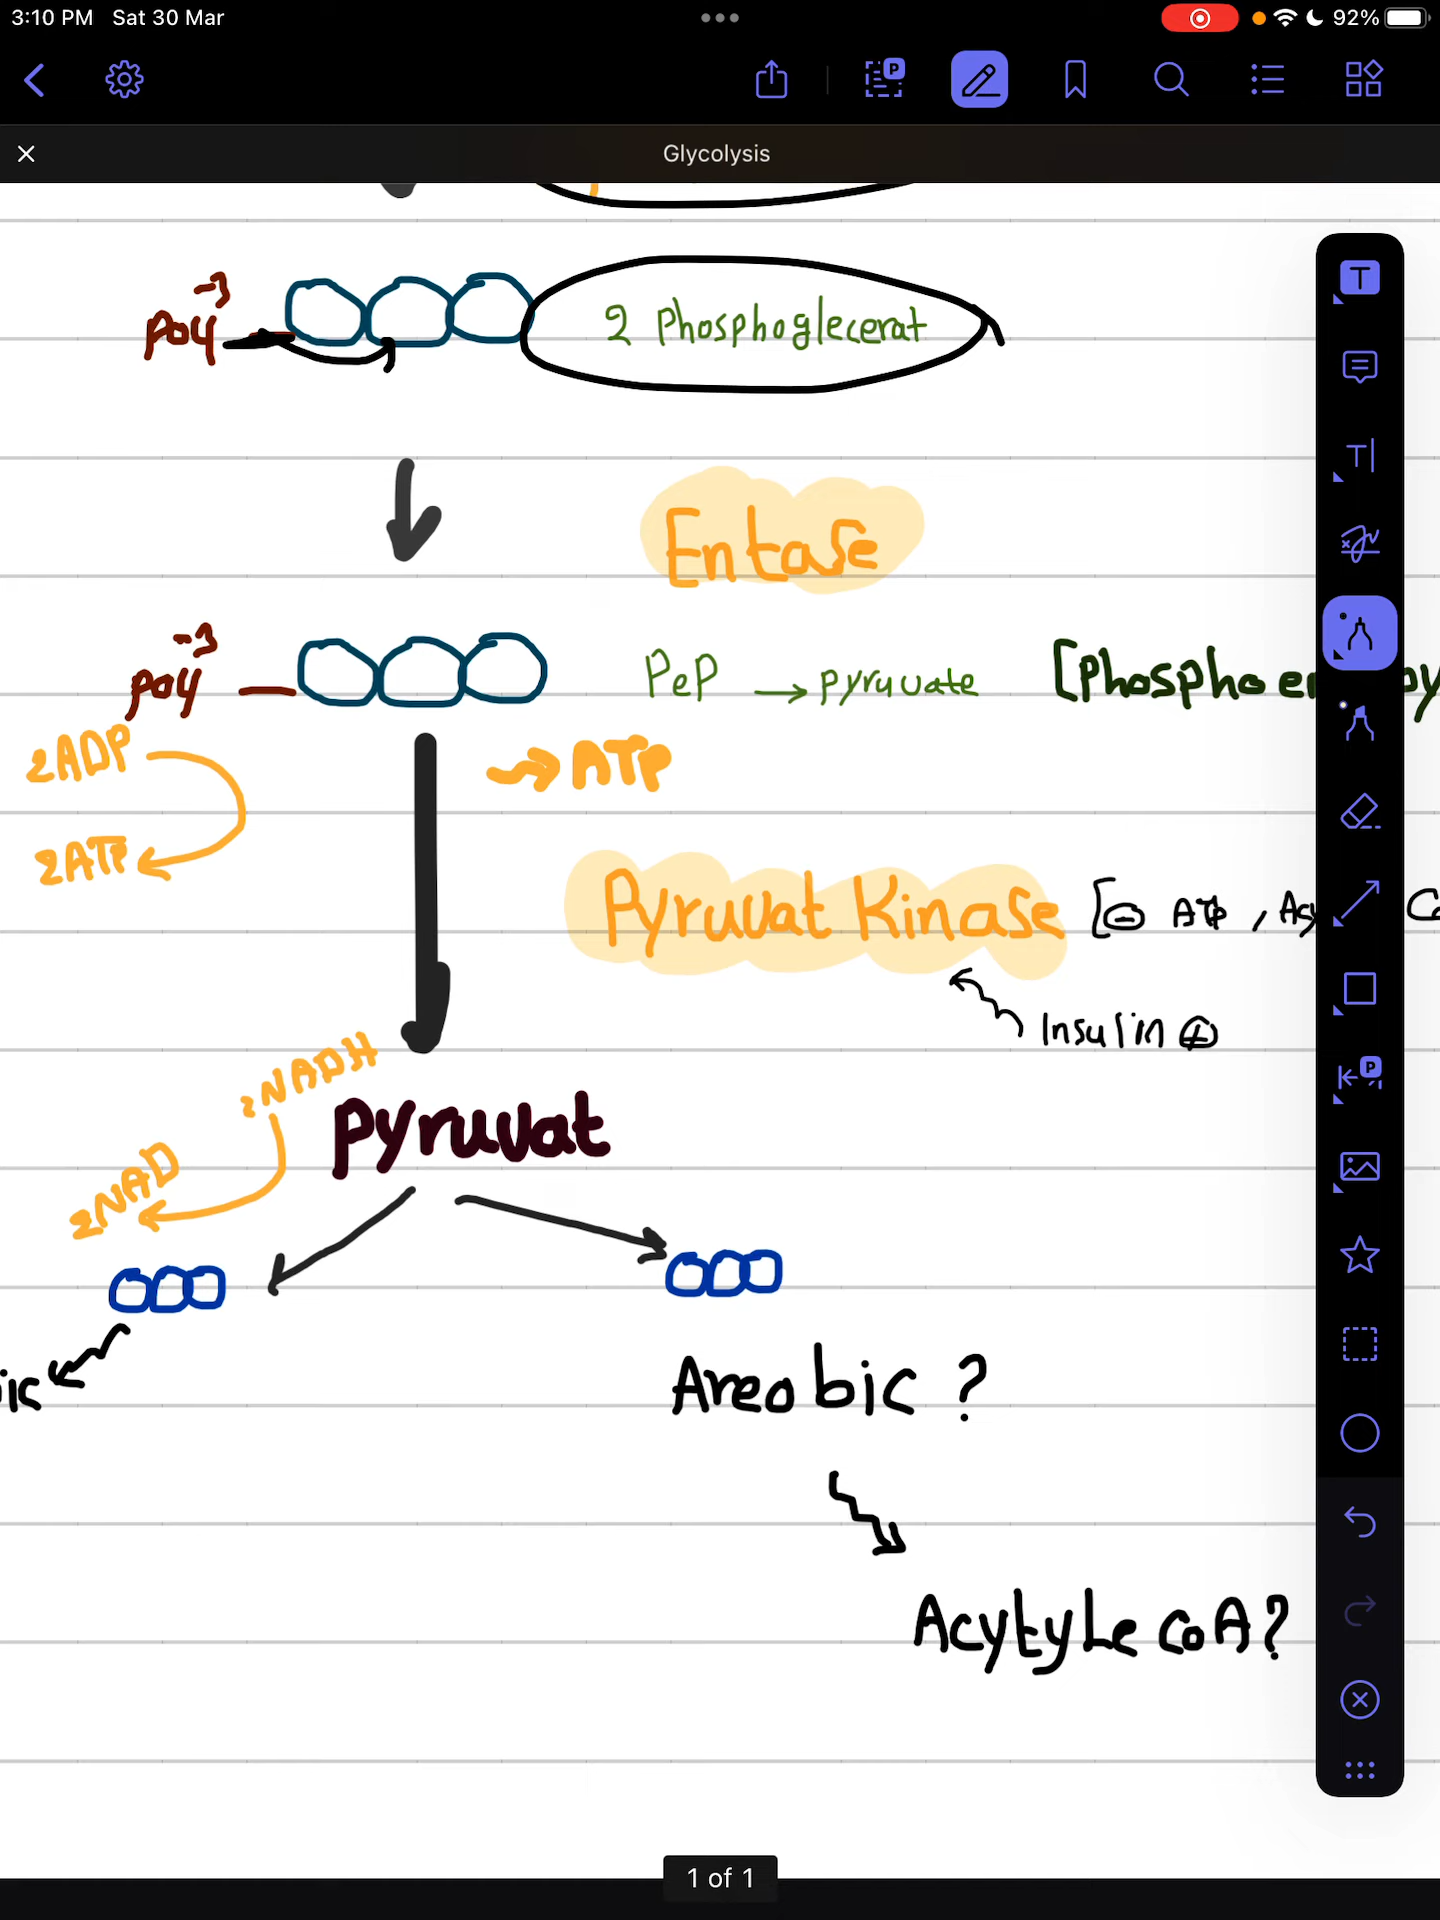 3:10 PM Sat 30 Mar
92%
Glycolysis
po4 -3
2 Phosphoglecerat
Entase
po4 -3
PeP → pyruvate
2ADP
→ ATP
2ATP
Pyruvat Kinase [⊖ ATP ,
Insulin ⊕
2NADH
pyruvat
2NAD
ic
Areobic ?
Acytyle coA?
1 of 1